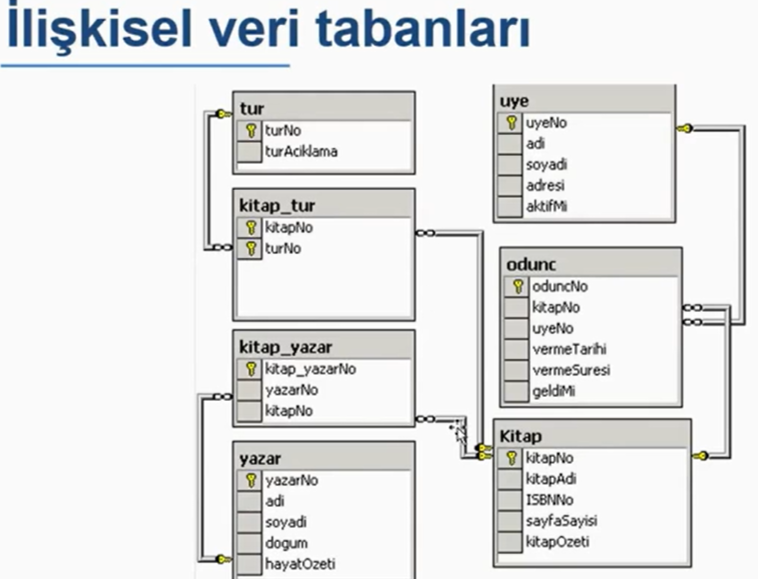 İlişkisel veri tabanları
tur
turNo
turAciklama
kitap_tur
kitapNo
turNo
kitap_yazar
kitap_yazarNo
yazarNo
kitapNo
yazar
yazarNo
adi
soyadi
dogum
hayatOzeti
uye
uyeNo
adi
soyadi
adresi
aktifMi
odunc
oduncNo
kitapNo
uyeNo
vermeTarihi
vermeSuresi
geldiMi
Kitap
kitapNo
kitapAdi
ISBNNo
sayfaSayisi
kitapOzeti